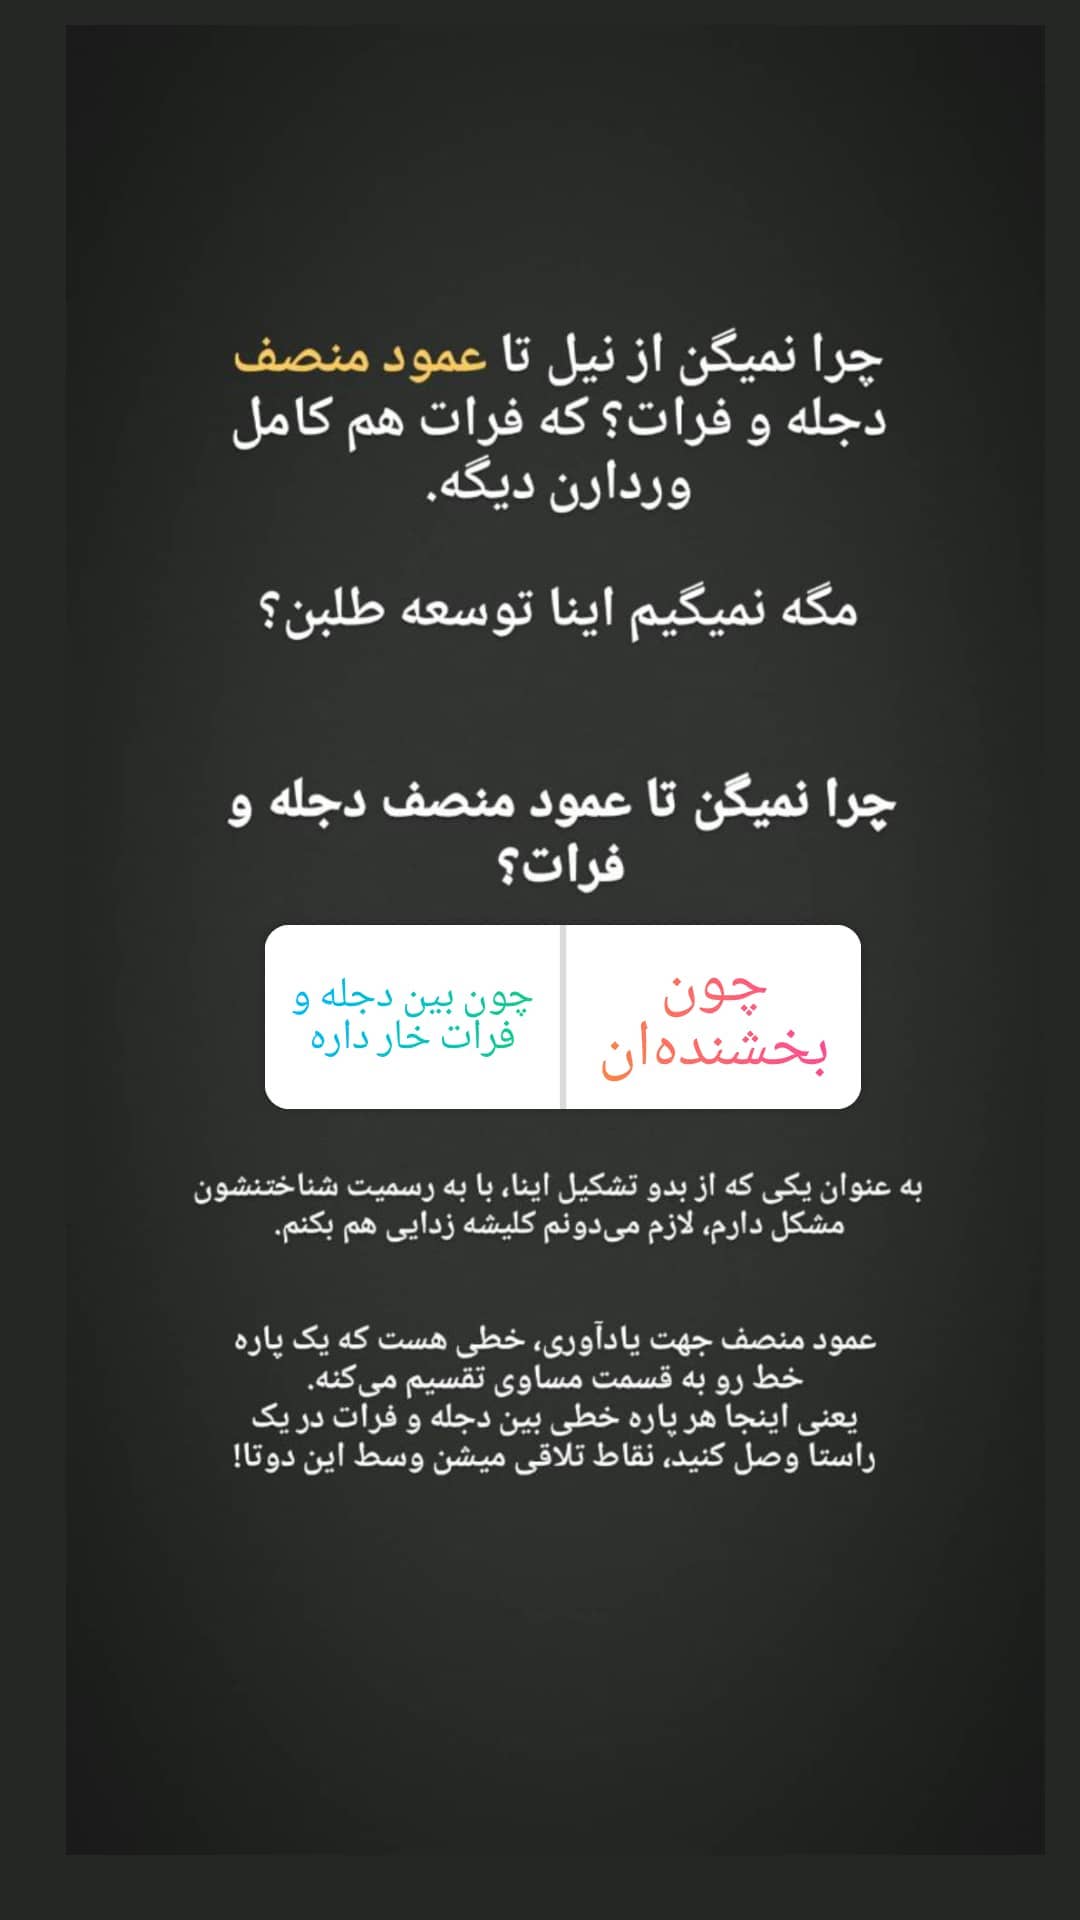 چرا نمیگن از نیل تا عمود منصف
دجله و فرات؟ که فرات هم کامل
وردارن دیگه.
مگه نمیگیم اینا توسعه طلبن؟
چرا نمیگن تا عمود منصف دجله و
فرات؟
چون
بخشنده‌ان
چون بین دجله و
فرات خار داره
به عنوان یکی که از بدو تشکیل اینا، با به رسمیت شناختنشون
مشکل دارم، لازم می‌دونم کلیشه زدایی هم بکنم.
عمود منصف جهت یادآوری، خطی هست که یک پاره
خط رو به قسمت مساوی تقسیم می‌کنه.
یعنی اینجا هر پاره خطی بین دجله و فرات در یک
راستا وصل کنید، نقاط تلاقی میشن وسط این دوتا!